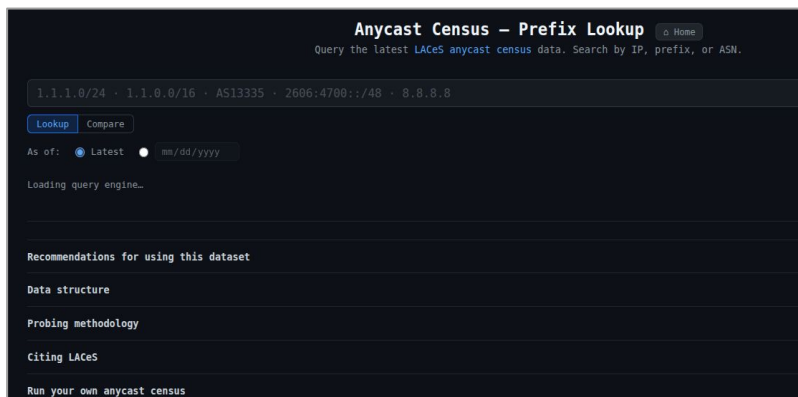 Anycast Census – Prefix Lookup ⌂ Home
Query the latest LACeS anycast census data. Search by IP, prefix, or ASN.
1.1.1.0/24 · 1.1.0.0/16 · AS13335 · 2606:4700::/48 · 8.8.8.8
Lookup Compare
As of: Latest mm/dd/yyyy
Loading query engine…
Recommendations for using this dataset
Data structure
Probing methodology
Citing LACeS
Run your own anycast census